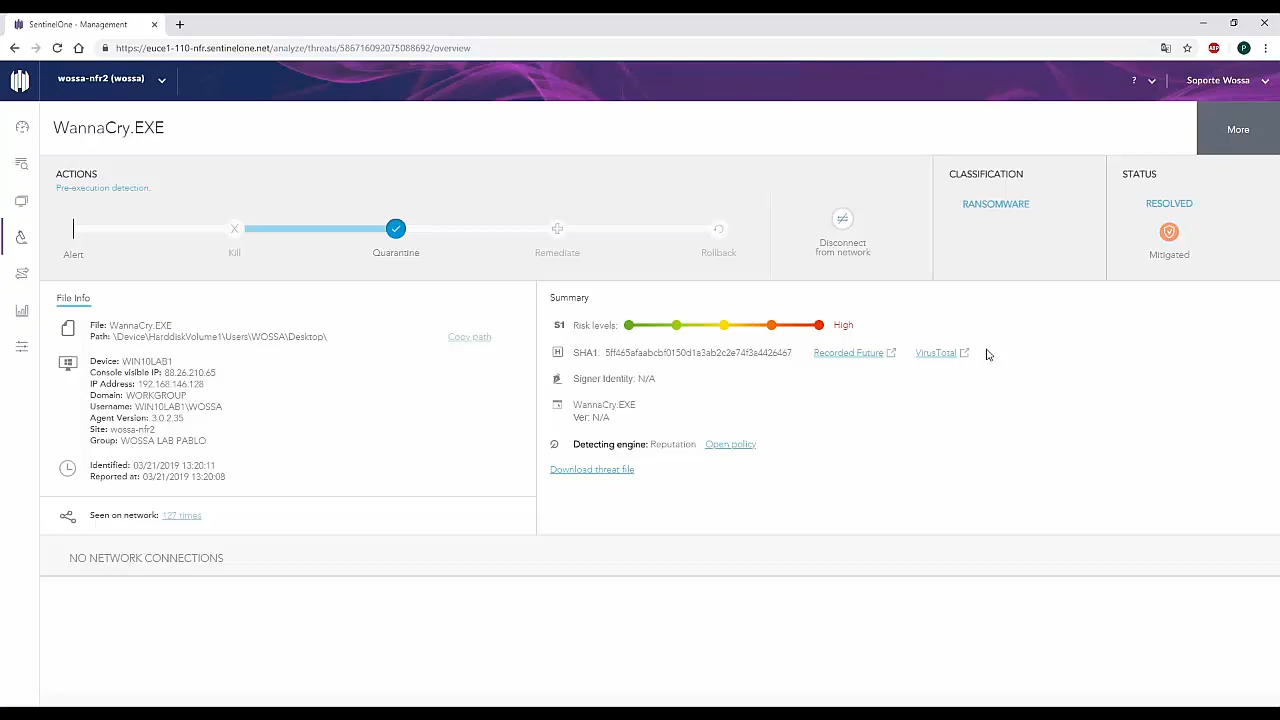 SentinelOne - Management
https://euce1-110-nfr.sentinelone.net/analyze/threats/586716092075088692/overview
ABP
P
wossa-nfr2 (wossa)
?
Soporte Wossa
WannaCry.EXE
More
ACTIONS
Pre-execution detection.
Alert
Kill
Quarantine
Remediate
Rollback
Disconnect
from network
CLASSIFICATION
RANSOMWARE
STATUS
RESOLVED
Mitigated
File Info
File: WannaCry.EXE
Path: \Device\HarddiskVolume1\Users\WOSSA\Desktop\
Copy path
Device: WIN10LAB1
Console visible IP: 88.26.210.65
IP Address: 192.168.146.128
Domain: WORKGROUP
Username: WIN10LAB1\WOSSA
Agent Version: 3.0.2.35
Site: wossa-nfr2
Group: WOSSA LAB PABLO
Identified: 03/21/2019 13:20:11
Reported at: 03/21/2019 13:20:08
Seen on network: 127 times
Summary
S1 Risk levels: High
H SHA1: 5ff465afaabcbf0150d1a3ab2c2e74f3a4426467 Recorded Future VirusTotal
Signer Identity: N/A
WannaCry.EXE
Ver: N/A
Detecting engine: Reputation Open policy
Download threat file
NO NETWORK CONNECTIONS